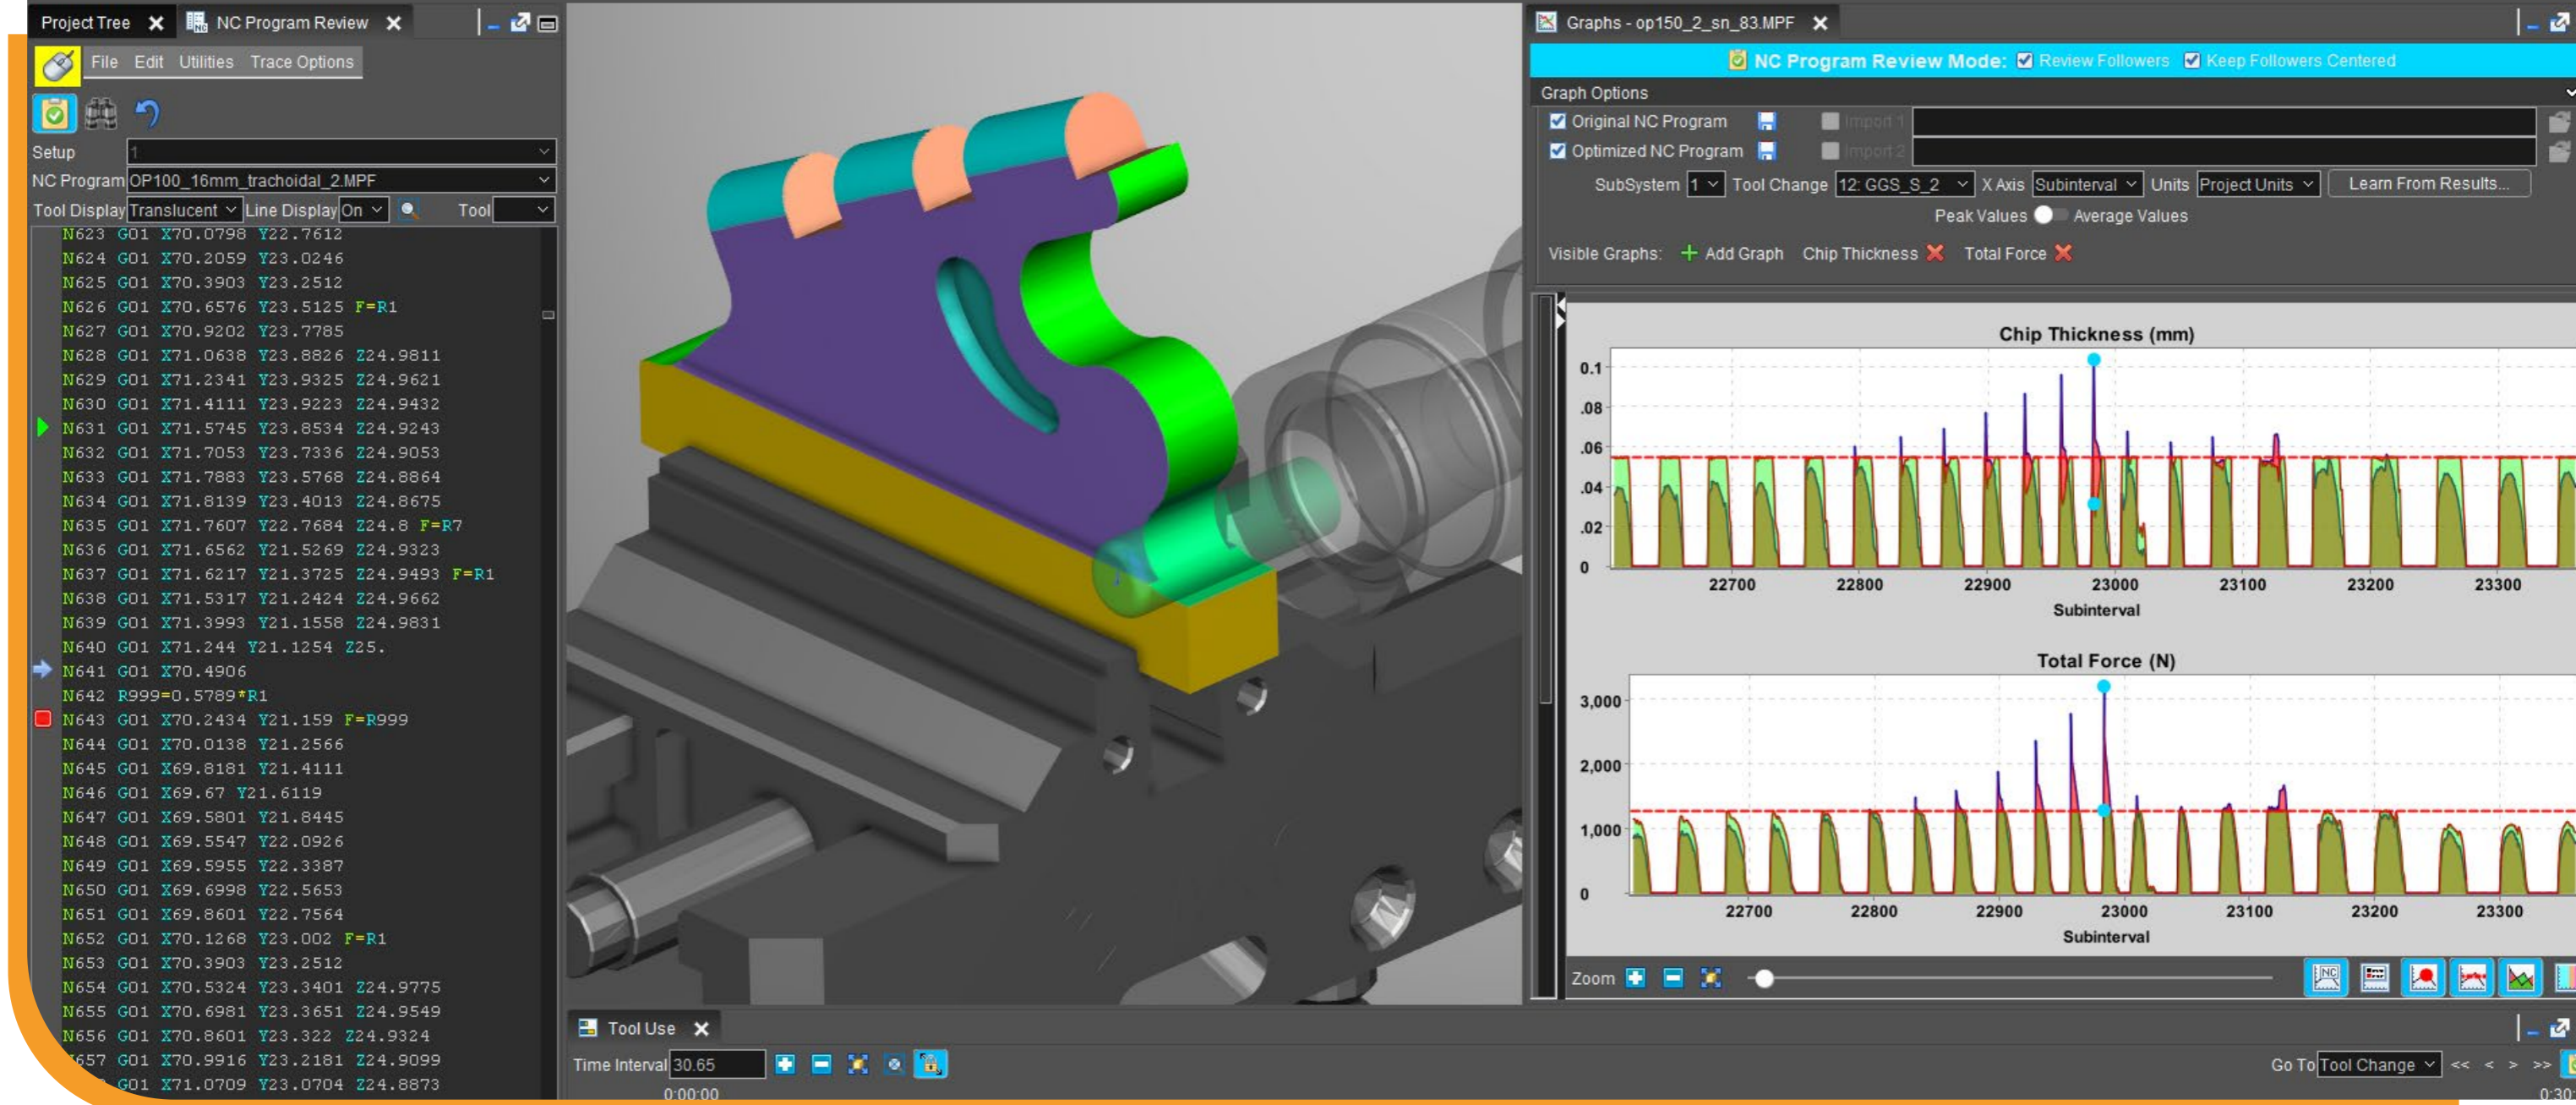 Project Tree
NC Program Review
File Edit Utilities Trace Options
Setup 1
NC Program OP100_16mm_trachoidal_2.MPF
Tool Display Translucent Line Display On Tool
N623 G01 X70.0798 Y22.7612
N624 G01 X70.2059 Y23.0246
N625 G01 X70.3903 Y23.2512
N626 G01 X70.6576 Y23.5125 F=R1
N627 G01 X70.9202 Y23.7785
N628 G01 X71.0638 Y23.8826 Z24.9811
N629 G01 X71.2341 Y23.9325 Z24.9621
N630 G01 X71.4111 Y23.9223 Z24.9432
N631 G01 X71.5745 Y23.8534 Z24.9243
N632 G01 X71.7053 Y23.7336 Z24.9053
N633 G01 X71.7883 Y23.5768 Z24.8864
N634 G01 X71.8139 Y23.4013 Z24.8675
N635 G01 X71.7607 Y22.7684 Z24.8 F=R7
N636 G01 X71.6562 Y21.5269 Z24.9323
N637 G01 X71.6217 Y21.3725 Z24.9493 F=R1
N638 G01 X71.5317 Y21.2424 Z24.9662
N639 G01 X71.3993 Y21.1558 Z24.9831
N640 G01 X71.244 Y21.1254 Z25.
N641 G01 X70.4906
N642 R999=0.5789*R1
N643 G01 X70.2434 Y21.159 F=R999
N644 G01 X70.0138 Y21.2566
N645 G01 X69.8181 Y21.4111
N646 G01 X69.67 Y21.6119
N647 G01 X69.5801 Y21.8445
N648 G01 X69.5547 Y22.0926
N649 G01 X69.5955 Y22.3387
N650 G01 X69.6998 Y22.5653
N651 G01 X69.8601 Y22.7564
N652 G01 X70.1268 Y23.002 F=R1
N653 G01 X70.3903 Y23.2512
N654 G01 X70.5324 Y23.3401 Z24.9775
N655 G01 X70.6981 Y23.3651 Z24.9549
N656 G01 X70.8601 Y23.322 Z24.9324
657 G01 X70.9916 Y23.2181 Z24.9099
G01 X71.0709 Y23.0704 Z24.8873
Graphs - op150_2_sn_83.MPF
NC Program Review Mode: Review Followers Keep Followers Centered
Graph Options
Original NC Program Import 1
Optimized NC Program Import 2
SubSystem 1 Tool Change 12: GGS_S_2 X Axis Subinterval Units Project Units Learn From Results...
Peak Values Average Values
Visible Graphs: Add Graph Chip Thickness Total Force
Chip Thickness (mm)
0.1
.08
.06
.04
.02
0
22700 22800 22900 23000 23100 23200 23300
Subinterval
Total Force (N)
3,000
2,000
1,000
0
22700 22800 22900 23000 23100 23200 23300
Subinterval
Zoom
NC
Tool Use
Time Interval 30.65
Go To Tool Change << < > >>
0:00:00
0:30: